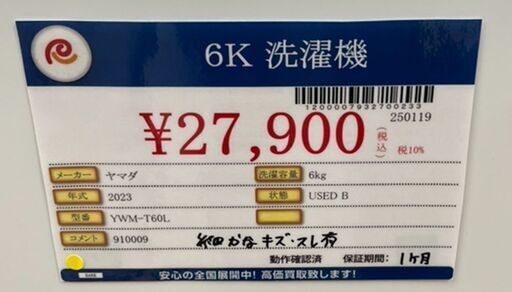 6K 洗濯機
1200007932700233
250119
¥27,900 (税込) 税10%
メーカー ヤマダ 洗濯容量 6kg
年式 2023 状態 USED B
型番 YWM-T60L
コメント 910009 細かなキズ・スレ有
動作確認済 保証期間: 1ヶ月
安心の全国展開中! 高価買取致します!